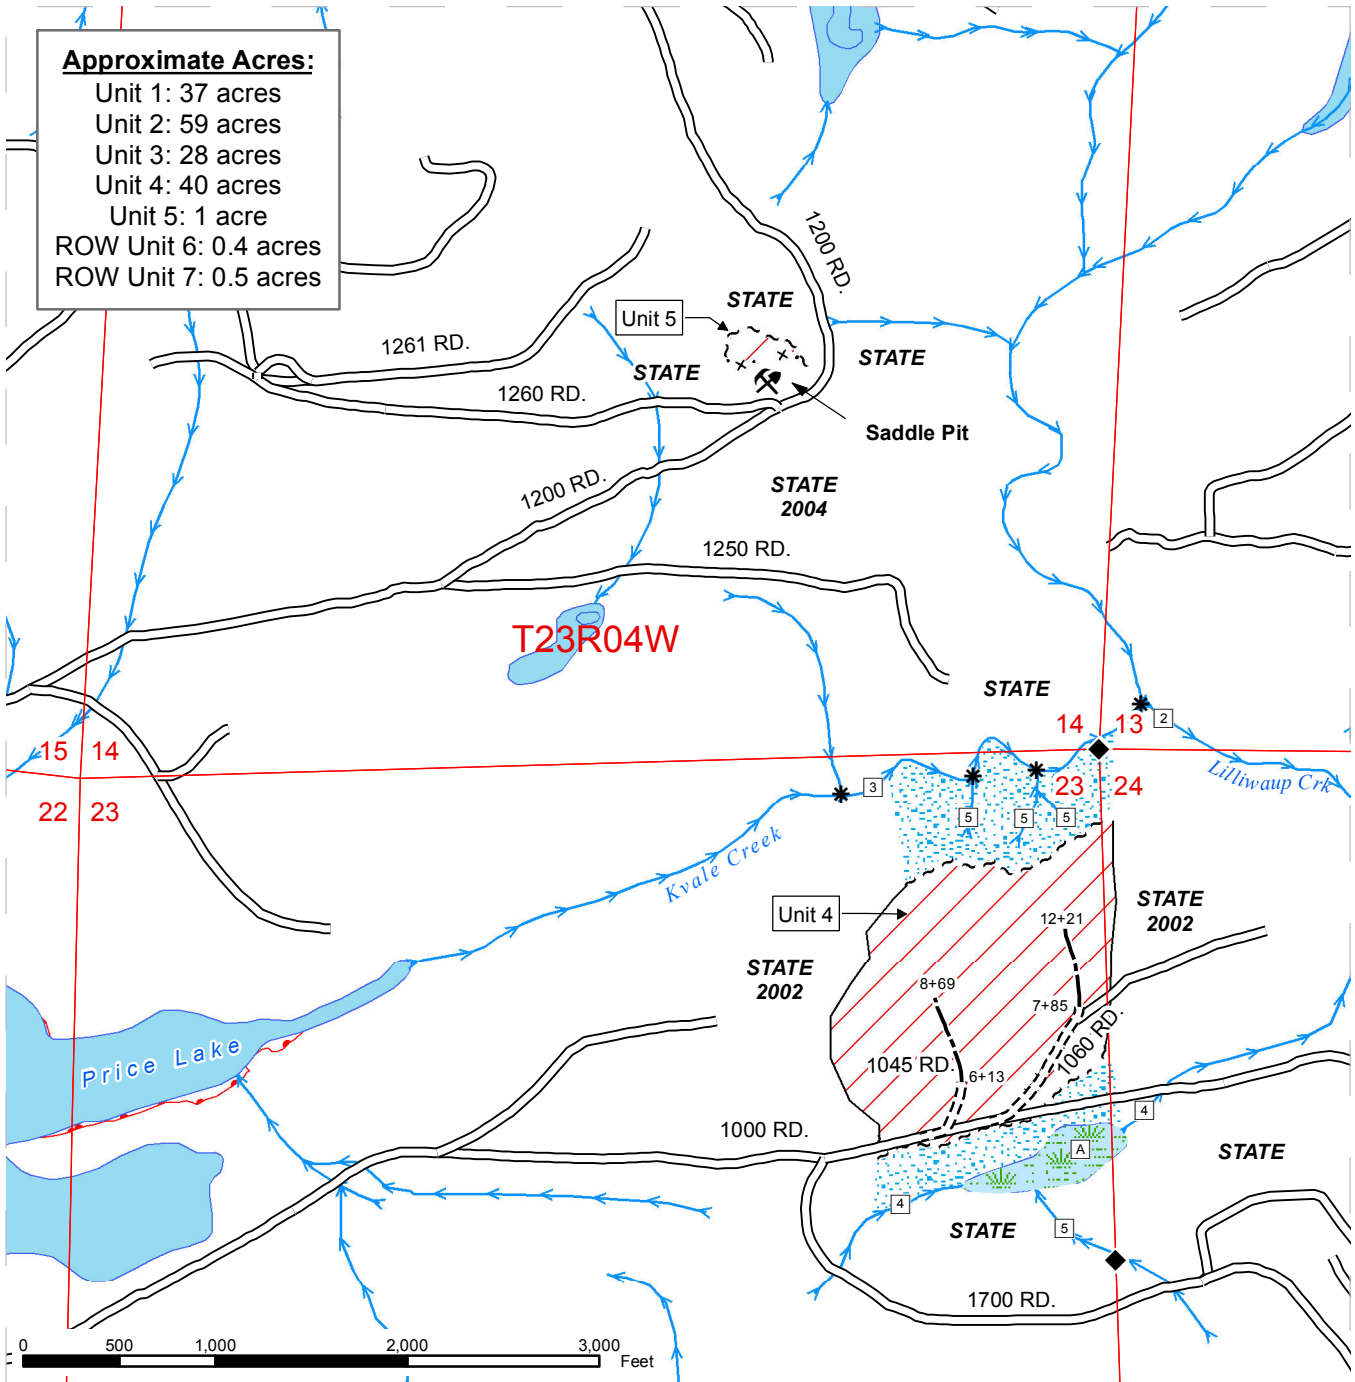 Approximate Acres:
Unit 1: 37 acres
Unit 2: 59 acres
Unit 3: 28 acres
Unit 4: 40 acres
Unit 5: 1 acre
ROW Unit 6: 0.4 acres
ROW Unit 7: 0.5 acres
1200 RD.
STATE
Unit 5
1261 RD.
STATE
STATE
1260 RD.
Saddle Pit
1200 RD.
STATE
2004
1250 RD.
T23R04W
STATE
14 13
2
15 14
23 24
22 23
Lilliwaup Crk
3
5
5
5
Kvale Creek
Unit 4
12+21
STATE
2002
STATE
2002
8+69
7+85
1060 RD.
Price Lake
1045 RD.
6+13
4
1000 RD.
A
STATE
4
STATE
5
1700 RD.
0 500 1,000 2,000 3,000
Feet